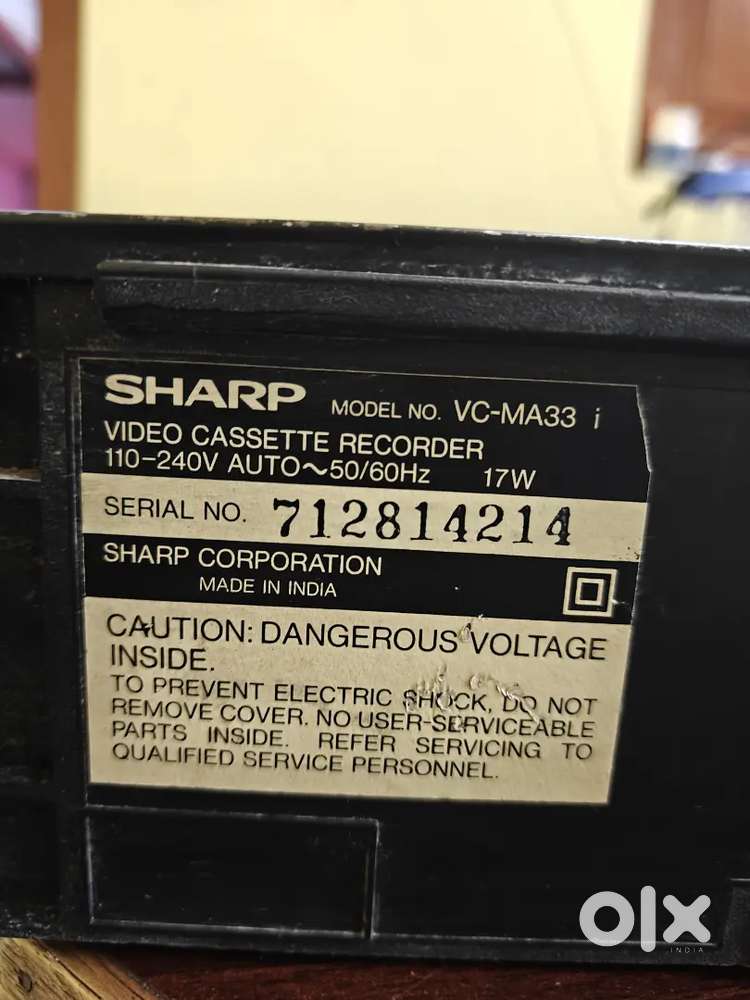 SHARP MODEL NO. VC-MA33 i
VIDEO CASSETTE RECORDER
110-240V AUTO~50/60Hz 17W
SERIAL NO. 712814214
SHARP CORPORATION
MADE IN INDIA
CAUTION: DANGEROUS VOLTAGE
INSIDE.
TO PREVENT ELECTRIC SHOCK, DO NOT
REMOVE COVER. NO USER-SERVICEABLE
PARTS INSIDE. REFER SERVICING TO
QUALIFIED SERVICE PERSONNEL.
olx
INDIA